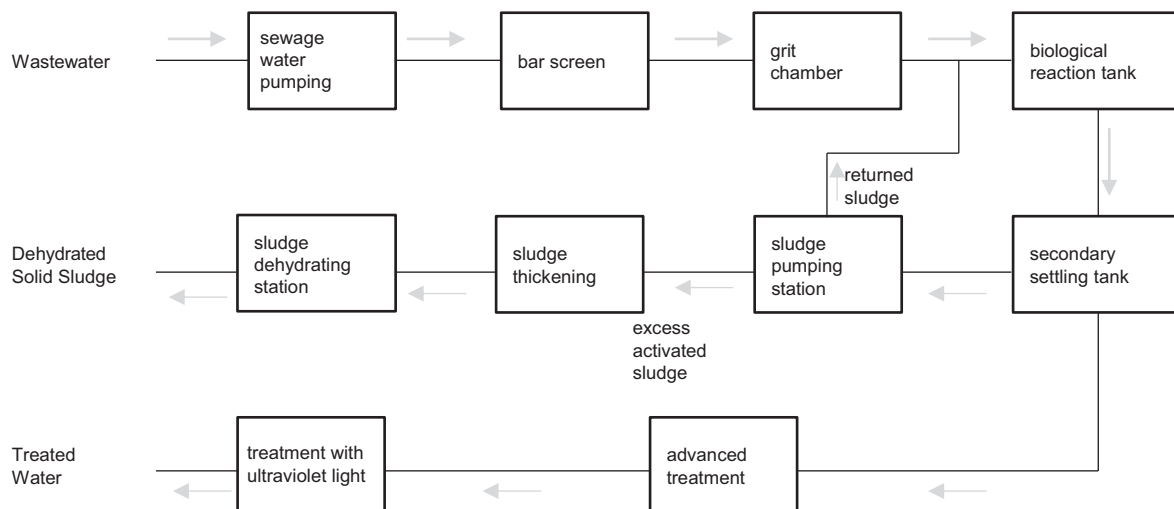 Wastewater
sewage
water
pumping
bar screen
grit
chamber
biological
reaction tank
returned
sludge
Dehydrated
Solid Sludge
sludge
dehydrating
station
sludge
thickening
sludge
pumping
station
secondary
settling tank
excess
activated
sludge
Treated
Water
treatment with
ultraviolet light
advanced
treatment